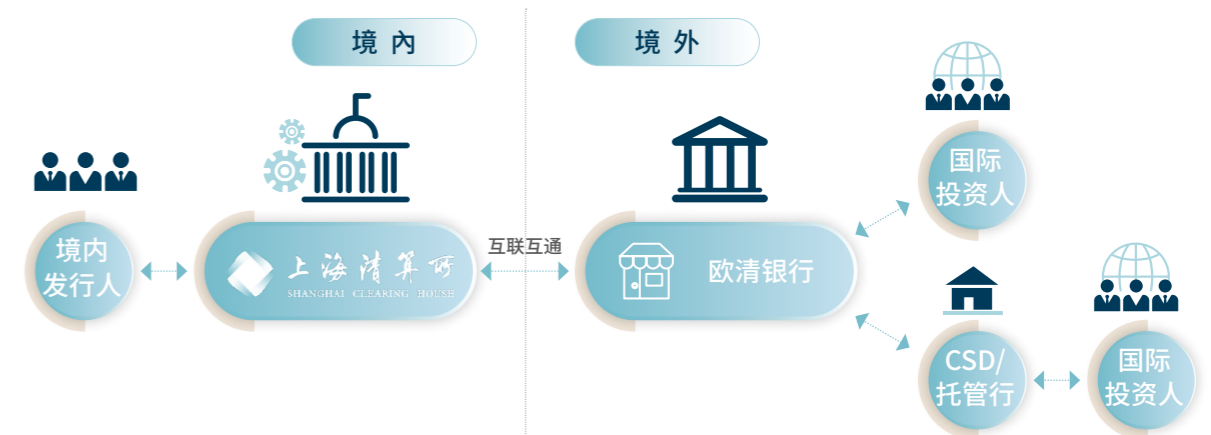 境內
境外
境内
发行人
上海清算所
SHANGHAI CLEARING HOUSE
互联互通
欧清银行
国际
投资人
CSD/
托管行
国际
投资人